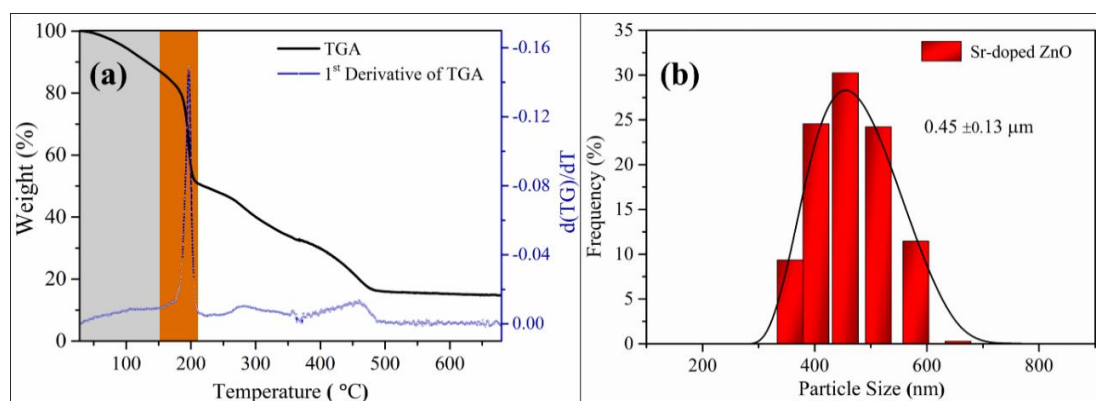 (a)
TGA
1st Derivative of TGA
Weight (%)
100
80
60
40
20
0
-0.16
-0.12
-0.08
-0.04
0.00
d(TG)/dT
100
200
300
400
500
600
Temperature ( °C)
(b)
Sr-doped ZnO
0.45 ±0.13 µm
Frequency (%)
35
30
25
20
15
10
5
0
200
400
600
800
Particle Size (nm)